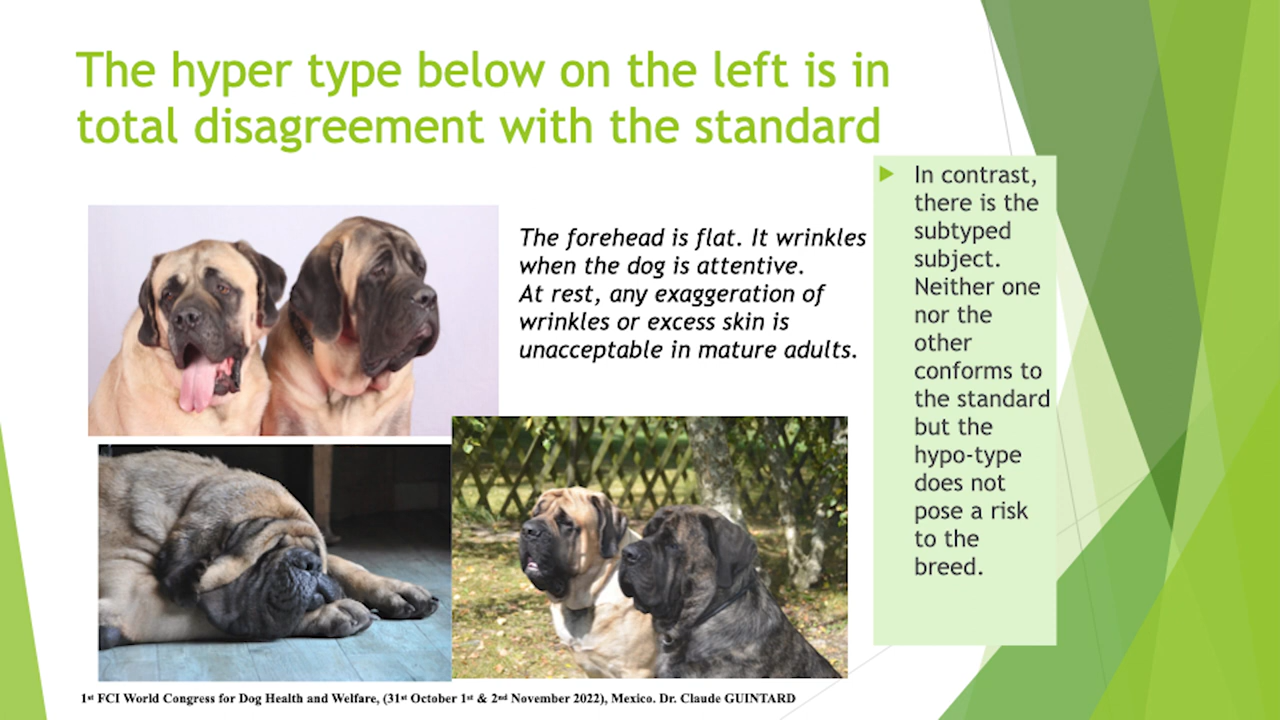 The hyper type below on the left is in
total disagreement with the standard
The forehead is flat. It wrinkles
when the dog is attentive.
At rest, any exaggeration of
wrinkles or excess skin is
unacceptable in mature adults.
In contrast,
there is the
subtyped
subject.
Neither one
nor the
other
conforms to
the standard
but the
hypo-type
does not
pose a risk
to the
breed.
1st FCI World Congress for Dog Health and Welfare, (31st October 1st & 2nd November 2022), Mexico. Dr. Claude GUINTARD